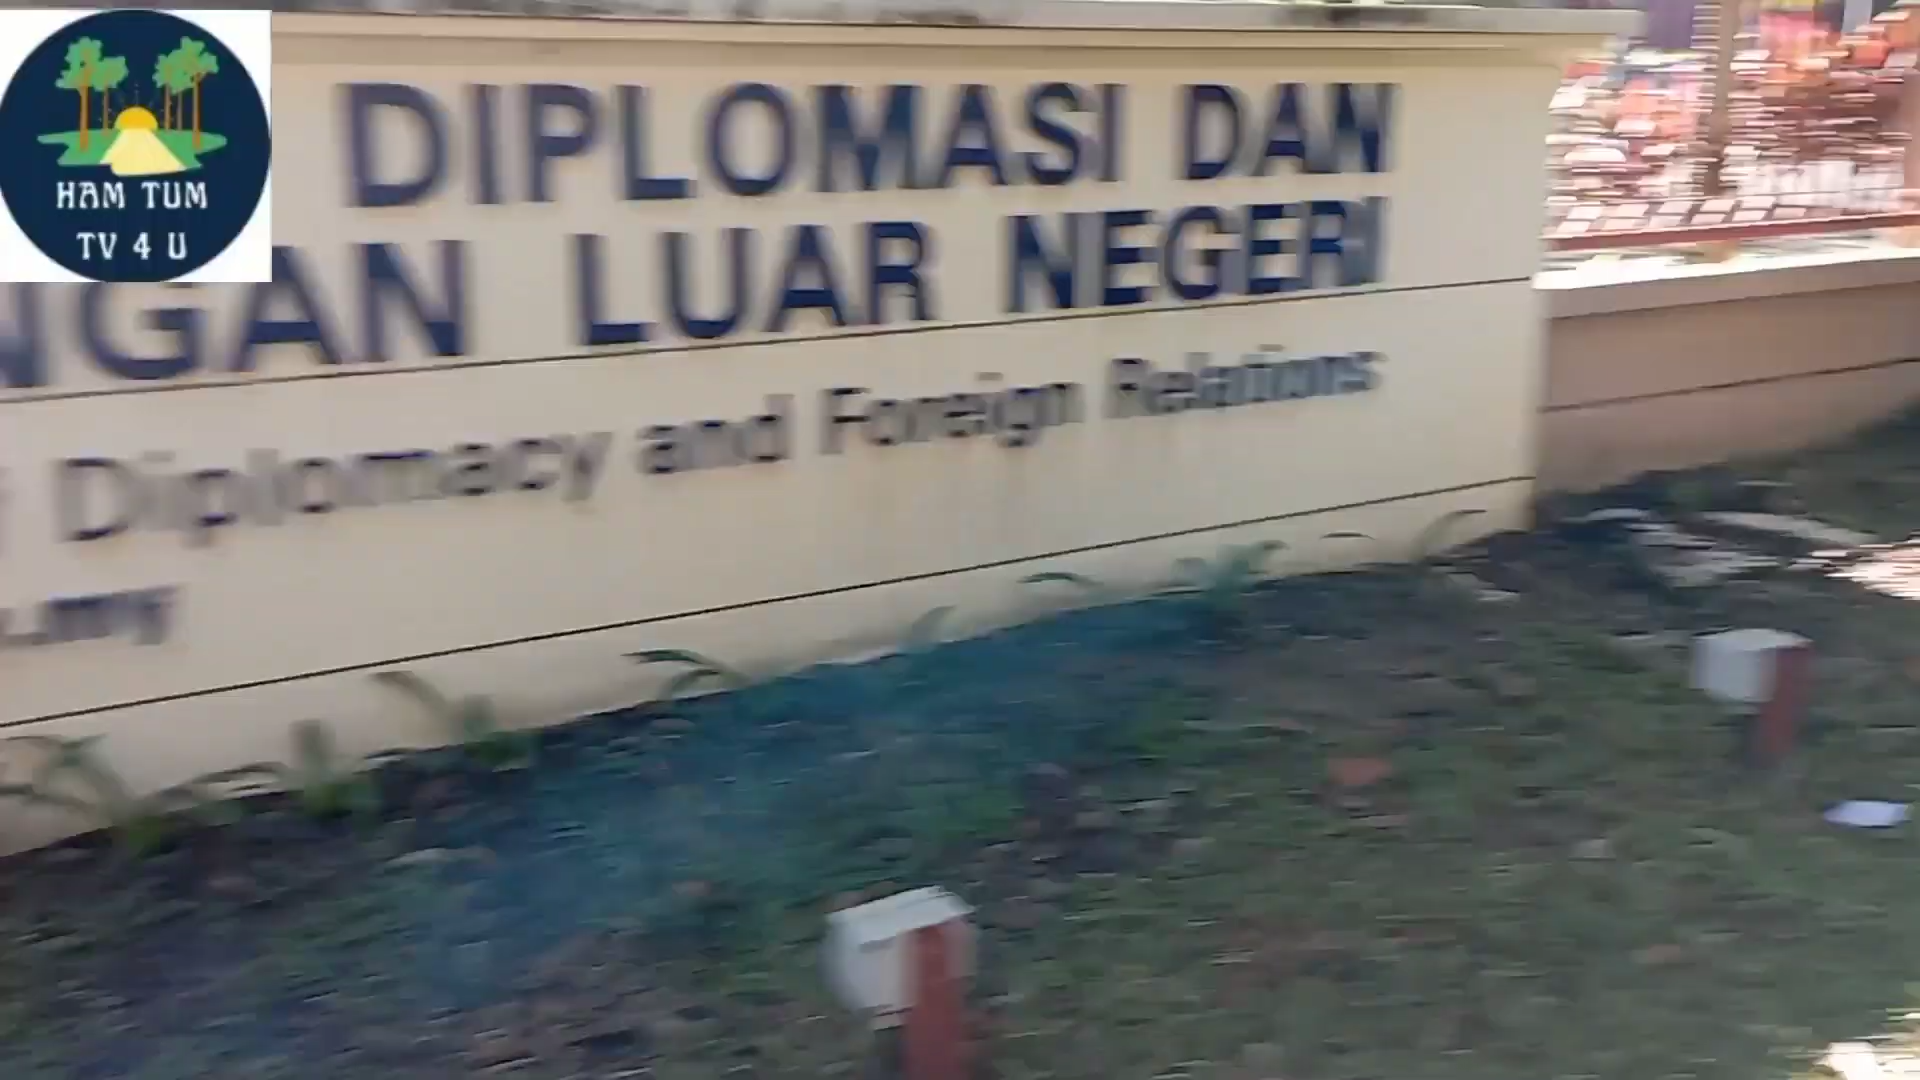 HAM TUM
TV 4 U
DIPLOMASI DAN
NGAN LUAR NEGERI
Diplomacy and Foreign Relations